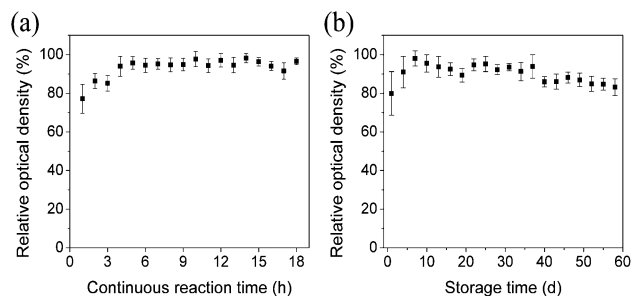 (a)
Relative optical density (%)
100
80
60
40
20
0
0 3 6 9 12 15 18
Continuous reaction time (h)
(b)
Relative optical density (%)
100
80
60
40
20
0
0 10 20 30 40 50 60
Storage time (d)